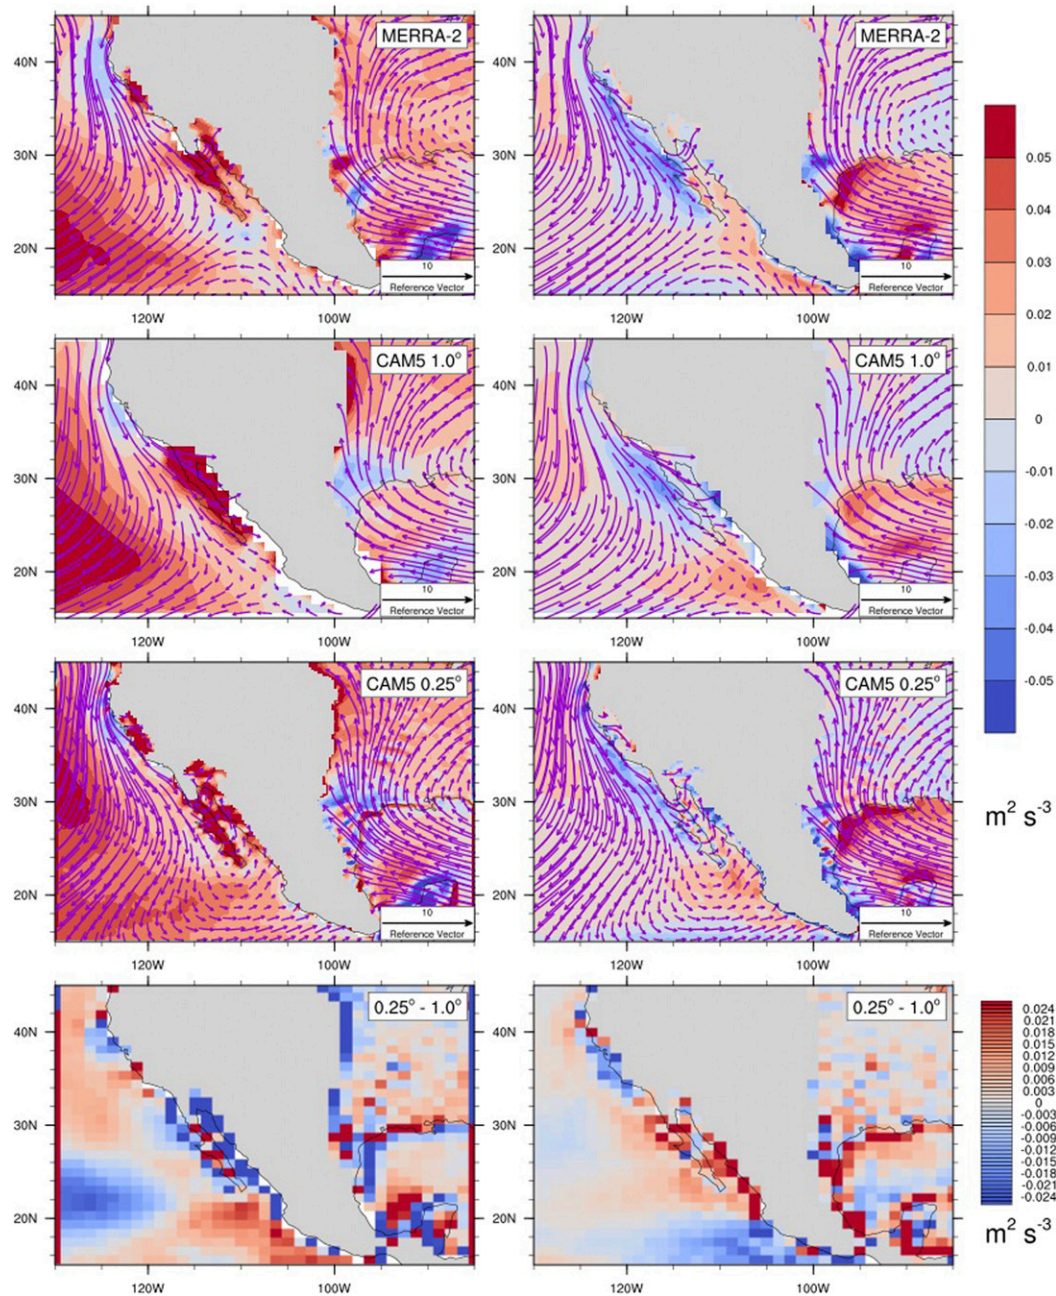 MERRA-2
MERRA-2
40N
30N
20N
40N
30N
20N
10
Reference Vector
10
Reference Vector
120W
100W
120W
100W
CAM5 1.0°
CAM5 1.0°
40N
30N
20N
40N
30N
20N
10
Reference Vector
10
Reference Vector
120W
100W
120W
100W
CAM5 0.25°
CAM5 0.25°
40N
30N
20N
40N
30N
20N
10
Reference Vector
10
Reference Vector
120W
100W
120W
100W
0.25° - 1.0°
0.25° - 1.0°
40N
30N
20N
40N
30N
20N
120W
100W
120W
100W
0.05
0.04
0.03
0.02
0.01
0
-0.01
-0.02
-0.03
-0.04
-0.05
m² s⁻³
0.024
0.021
0.018
0.015
0.012
0.009
0.006
0.003
0
-0.003
-0.006
-0.009
-0.012
-0.015
-0.018
-0.021
-0.024
m² s⁻³